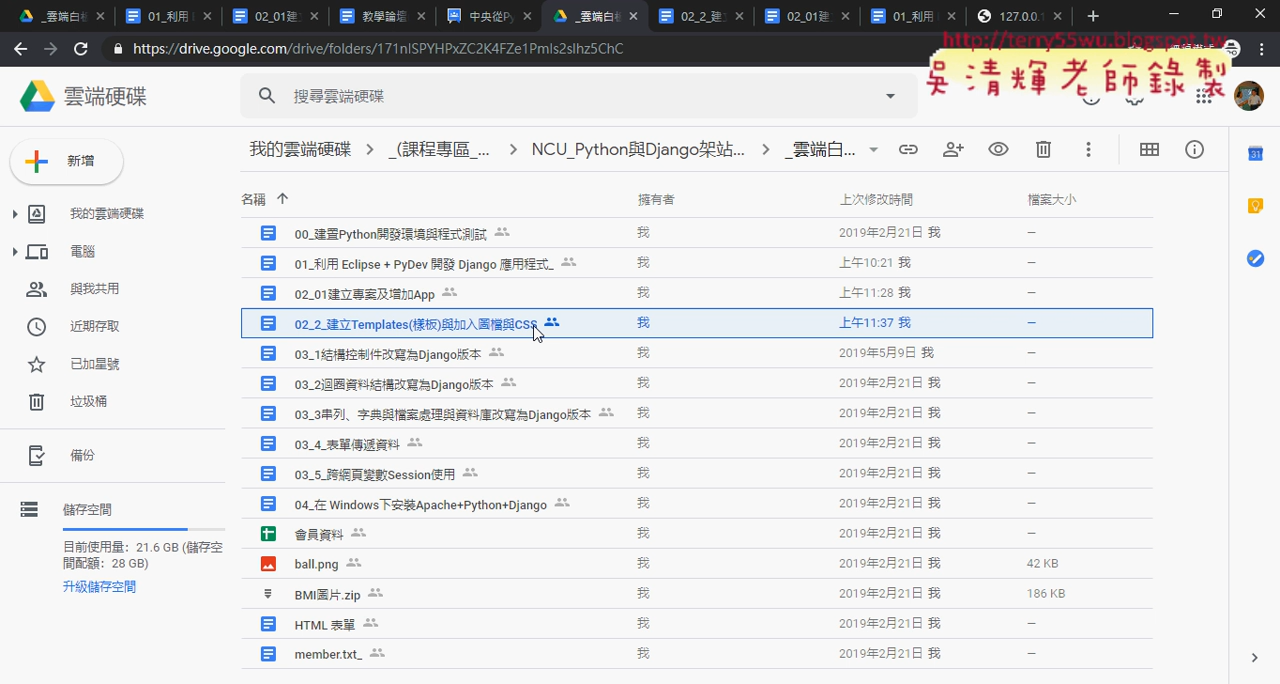 _雲端白
01_利用
02_01建
教學論壇
中央從Py
_雲端白
02_2_建
02_01建
01_利用
127.0.0.1
https://drive.google.com/drive/folders/171nlSPYHPxZC2K4FZe1PmIs2sIhz5ChC
http://terry55wu.blogspot.tw
吳清輝老師錄製
雲端硬碟
搜尋雲端硬碟
新增
我的雲端硬碟
電腦
與我共用
近期存取
已加星號
垃圾桶
備份
儲存空間
目前使用量：21.6 GB (儲存空
間配額：28 GB)
升級儲存空間
我的雲端硬碟 > _(課程專區_... > NCU_Python與Django架站... > _雲端白...
名稱 擁有者 上次修改時間 檔案大小
00_建置Python開發環境與程式測試 我 2019年2月21日 我 —
01_利用 Eclipse + PyDev 開發 Django 應用程式_ 我 上午10:21 我 —
02_01建立專案及增加App 我 上午11:28 我 —
02_2_建立Templates(樣板)與加入圖檔與CSS 我 上午11:37 我 —
03_1結構控制件改寫為Django版本 我 2019年5月9日 我 —
03_2迴圈資料結構改寫為Django版本 我 2019年2月21日 我 —
03_3串列、字典與檔案處理與資料庫改寫為Django版本 我 2019年2月21日 我 —
03_4_表單傳遞資料 我 2019年2月21日 我 —
03_5_跨網頁變數Session使用 我 2019年2月21日 我 —
04_在 Windows下安裝Apache+Python+Django 我 2019年2月21日 我 —
會員資料 我 2019年2月21日 我 —
ball.png 我 2019年2月21日 我 42 KB
BMI圖片.zip 我 2019年2月21日 我 186 KB
HTML 表單 我 2019年2月21日 我 —
member.txt_ 我 2019年2月21日 我 —
31